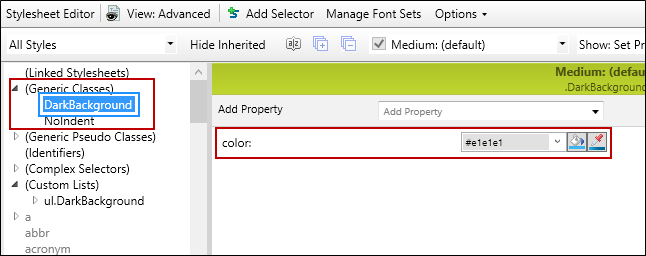 Stylesheet Editor View: Advanced Add Selector Manage Font Sets Options
All Styles Hide Inherited Medium: (default) Show: Set Pr
(Linked Stylesheets)
(Generic Classes)
DarkBackground
NoIndent
(Generic Pseudo Classes)
(Identifiers)
(Complex Selectors)
(Custom Lists)
ul.DarkBackground
a
abbr
acronym
Medium: (defau
.DarkBackground
Add Property Add Property
color: #e1e1e1